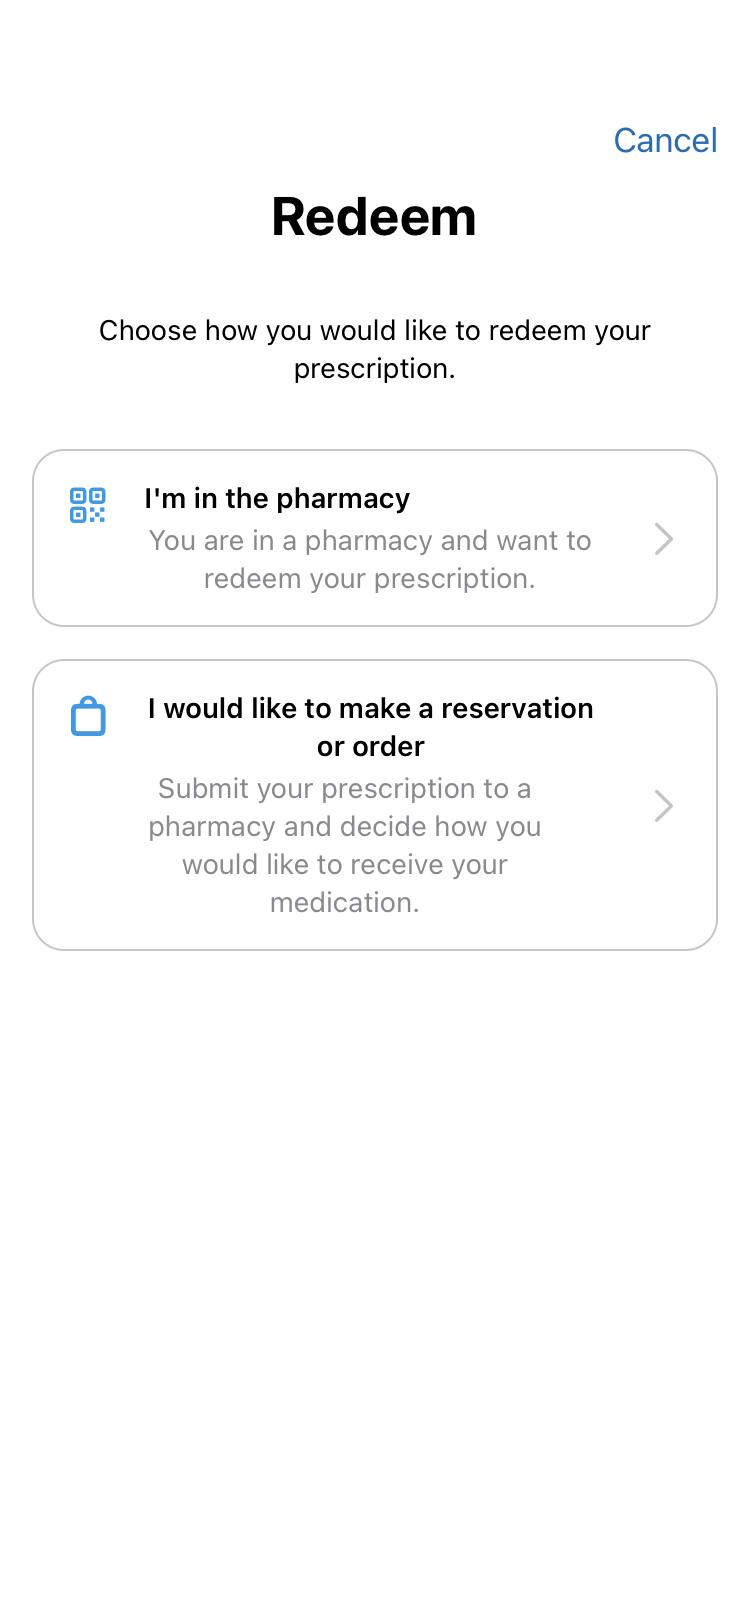 Cancel
Redeem
Choose how you would like to redeem your
prescription.
I'm in the pharmacy
You are in a pharmacy and want to
redeem your prescription.
I would like to make a reservation
or order
Submit your prescription to a
pharmacy and decide how you
would like to receive your
medication.